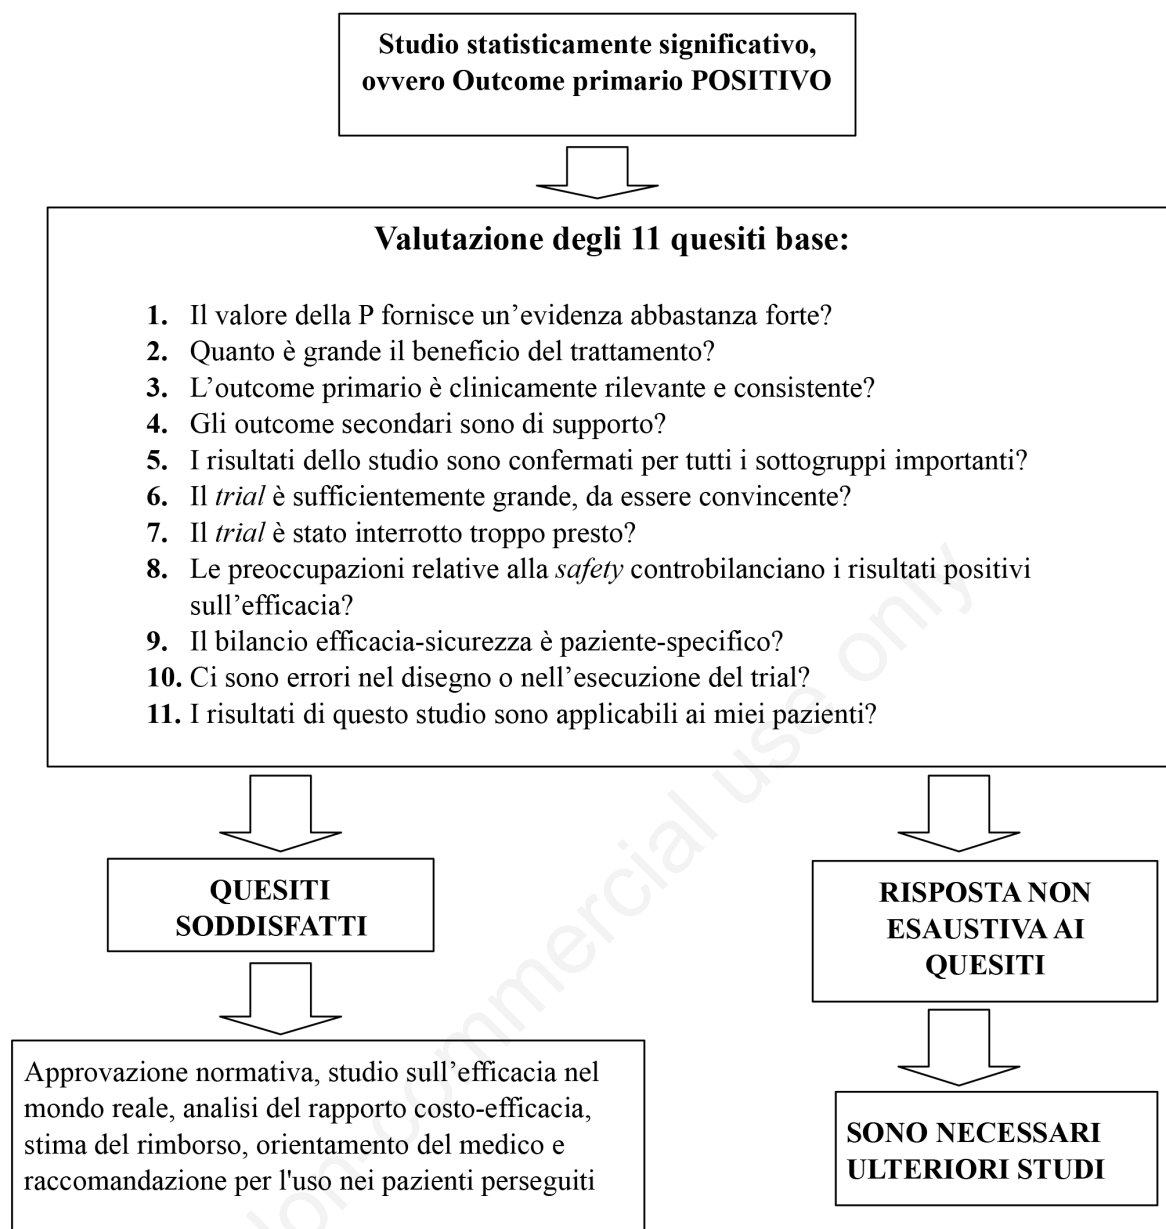 Studio statisticamente significativo,
ovvero Outcome primario POSITIVO
Valutazione degli 11 quesiti base:
1. Il valore della P fornisce un’evidenza abbastanza forte?
2. Quanto è grande il beneficio del trattamento?
3. L’outcome primario è clinicamente rilevante e consistente?
4. Gli outcome secondari sono di supporto?
5. I risultati dello studio sono confermati per tutti i sottogruppi importanti?
6. Il trial è sufficientemente grande, da essere convincente?
7. Il trial è stato interrotto troppo presto?
8. Le preoccupazioni relative alla safety controbilanciano i risultati positivi
sull’efficacia?
9. Il bilancio efficacia-sicurezza è paziente-specifico?
10. Ci sono errori nel disegno o nell’esecuzione del trial?
11. I risultati di questo studio sono applicabili ai miei pazienti?
QUESITI
SODDISFATTI
RISPOSTA NON
ESAUSTIVA AI
QUESITI
Approvazione normativa, studio sull’efficacia nel
mondo reale, analisi del rapporto costo-efficacia,
stima del rimborso, orientamento del medico e
raccomandazione per l'uso nei pazienti perseguiti
SONO NECESSARI
ULTERIORI STUDI
on-commercial use only